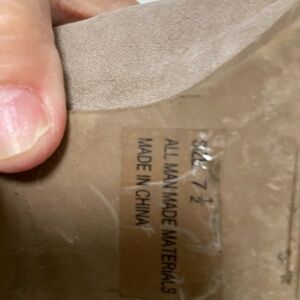 SIZE 7 1/2
ALL MAN MADE MATERIALS
MADE IN CHINA